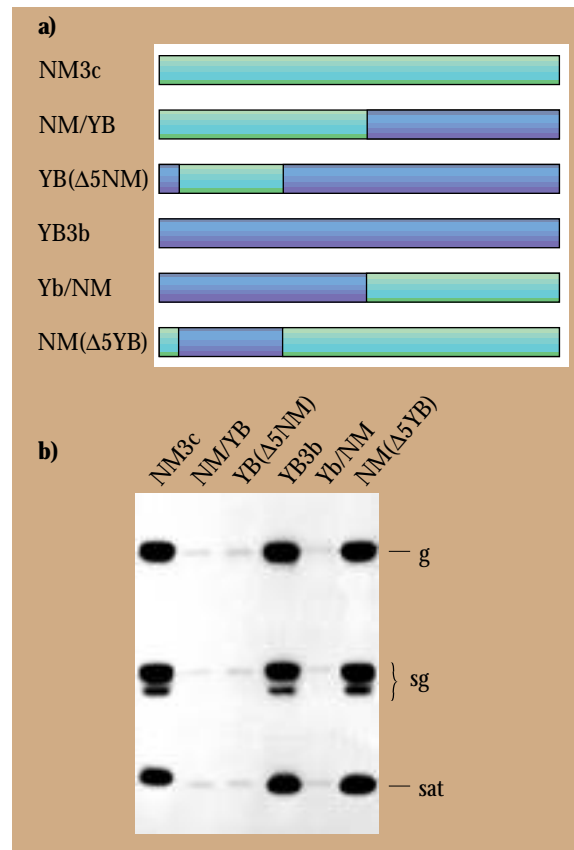 a)
NM3c
NM/YB
YB(Δ5NM)
YB3b
Yb/NM
NM(Δ5YB)
b)
NM3c NM/YB YB(Δ5NM) YB3b Yb/NM NM(Δ5YB)
g
sg
sat